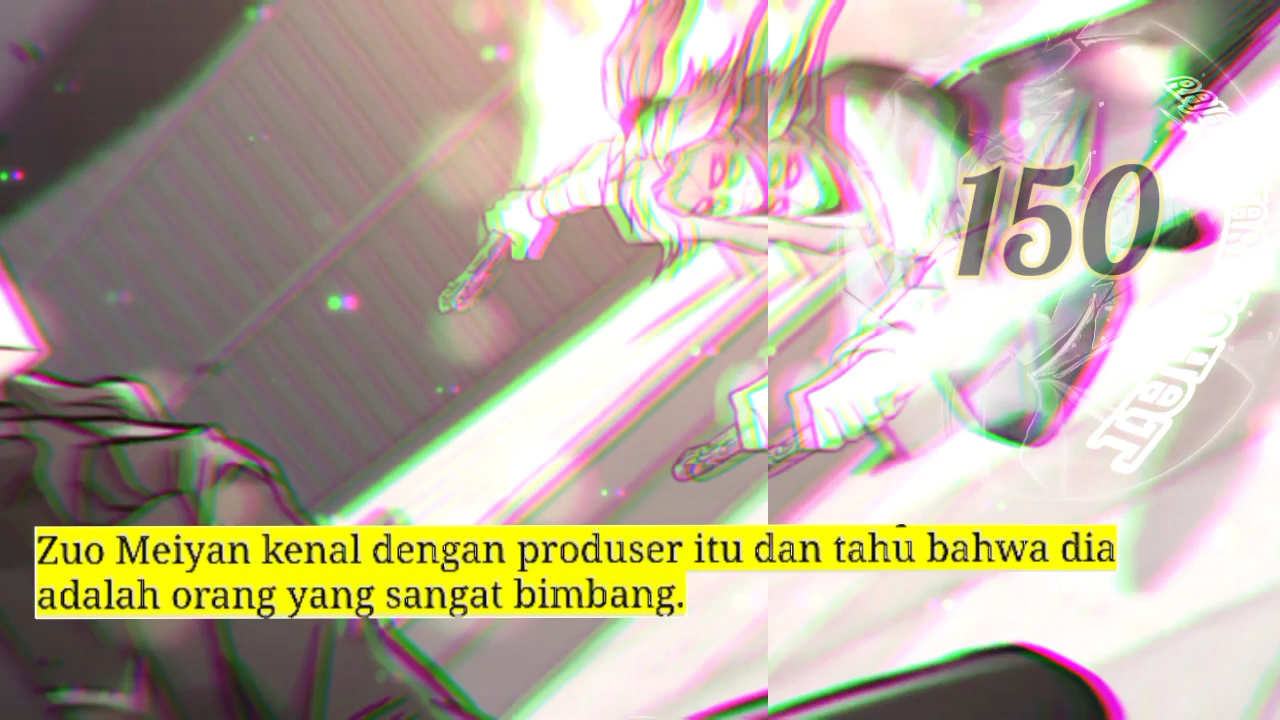 150
Zuo Meiyan kenal dengan produser itu dan tahu bahwa dia
adalah orang yang sangat bimbang.